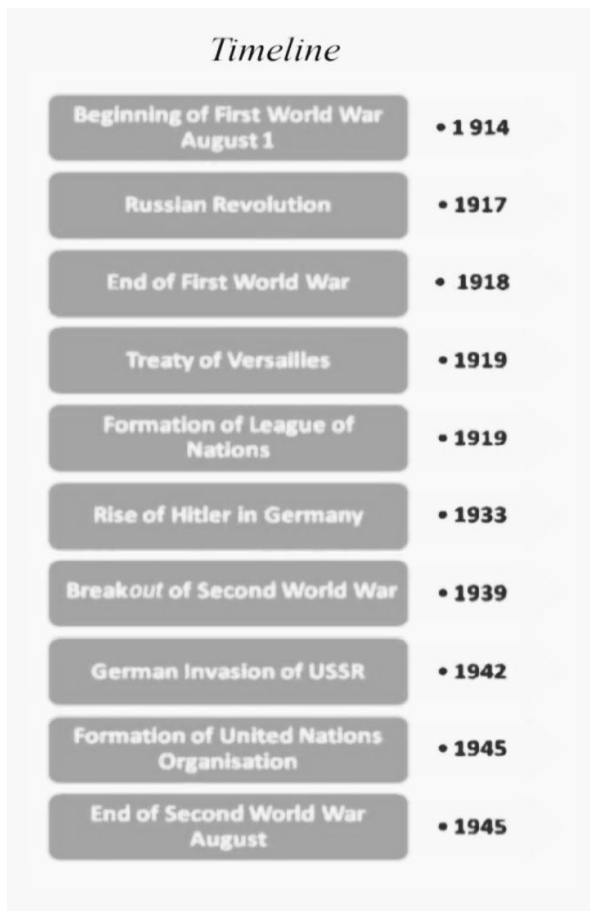 Timeline
Beginning of First World War
August 1
• 1914
Russian Revolution
• 1917
End of First World War
• 1918
Treaty of Versailles
• 1919
Formation of League of
Nations
• 1919
Rise of Hitler in Germany
• 1933
Breakout of Second World War
• 1939
German Invasion of USSR
• 1942
Formation of United Nations
Organisation
• 1945
End of Second World War
August
• 1945